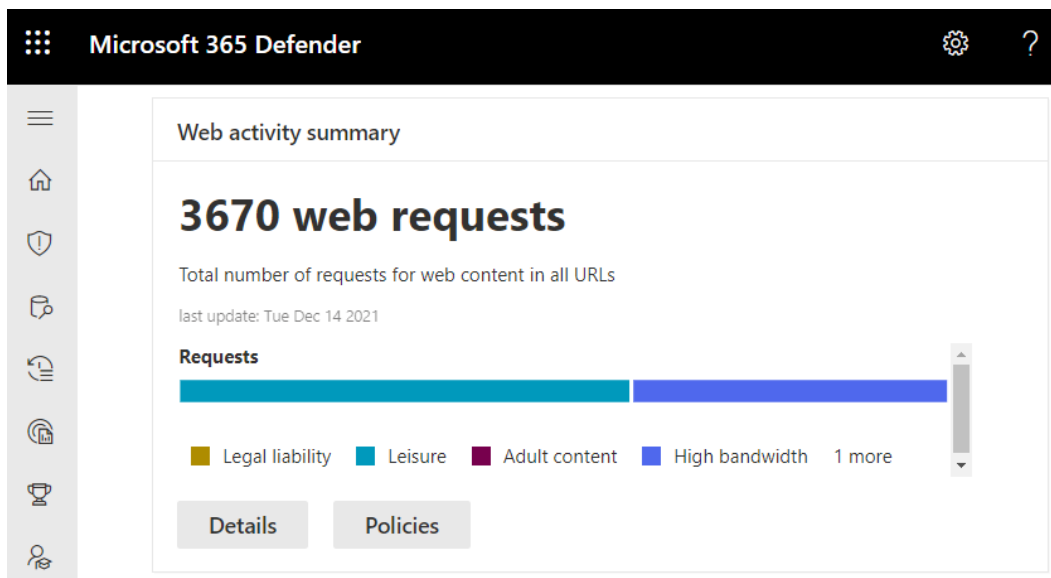 Microsoft 365 Defender ?
Web activity summary
3670 web requests
Total number of requests for web content in all URLs
last update: Tue Dec 14 2021
Requests
Legal liability Leisure Adult content High bandwidth 1 more
Details Policies